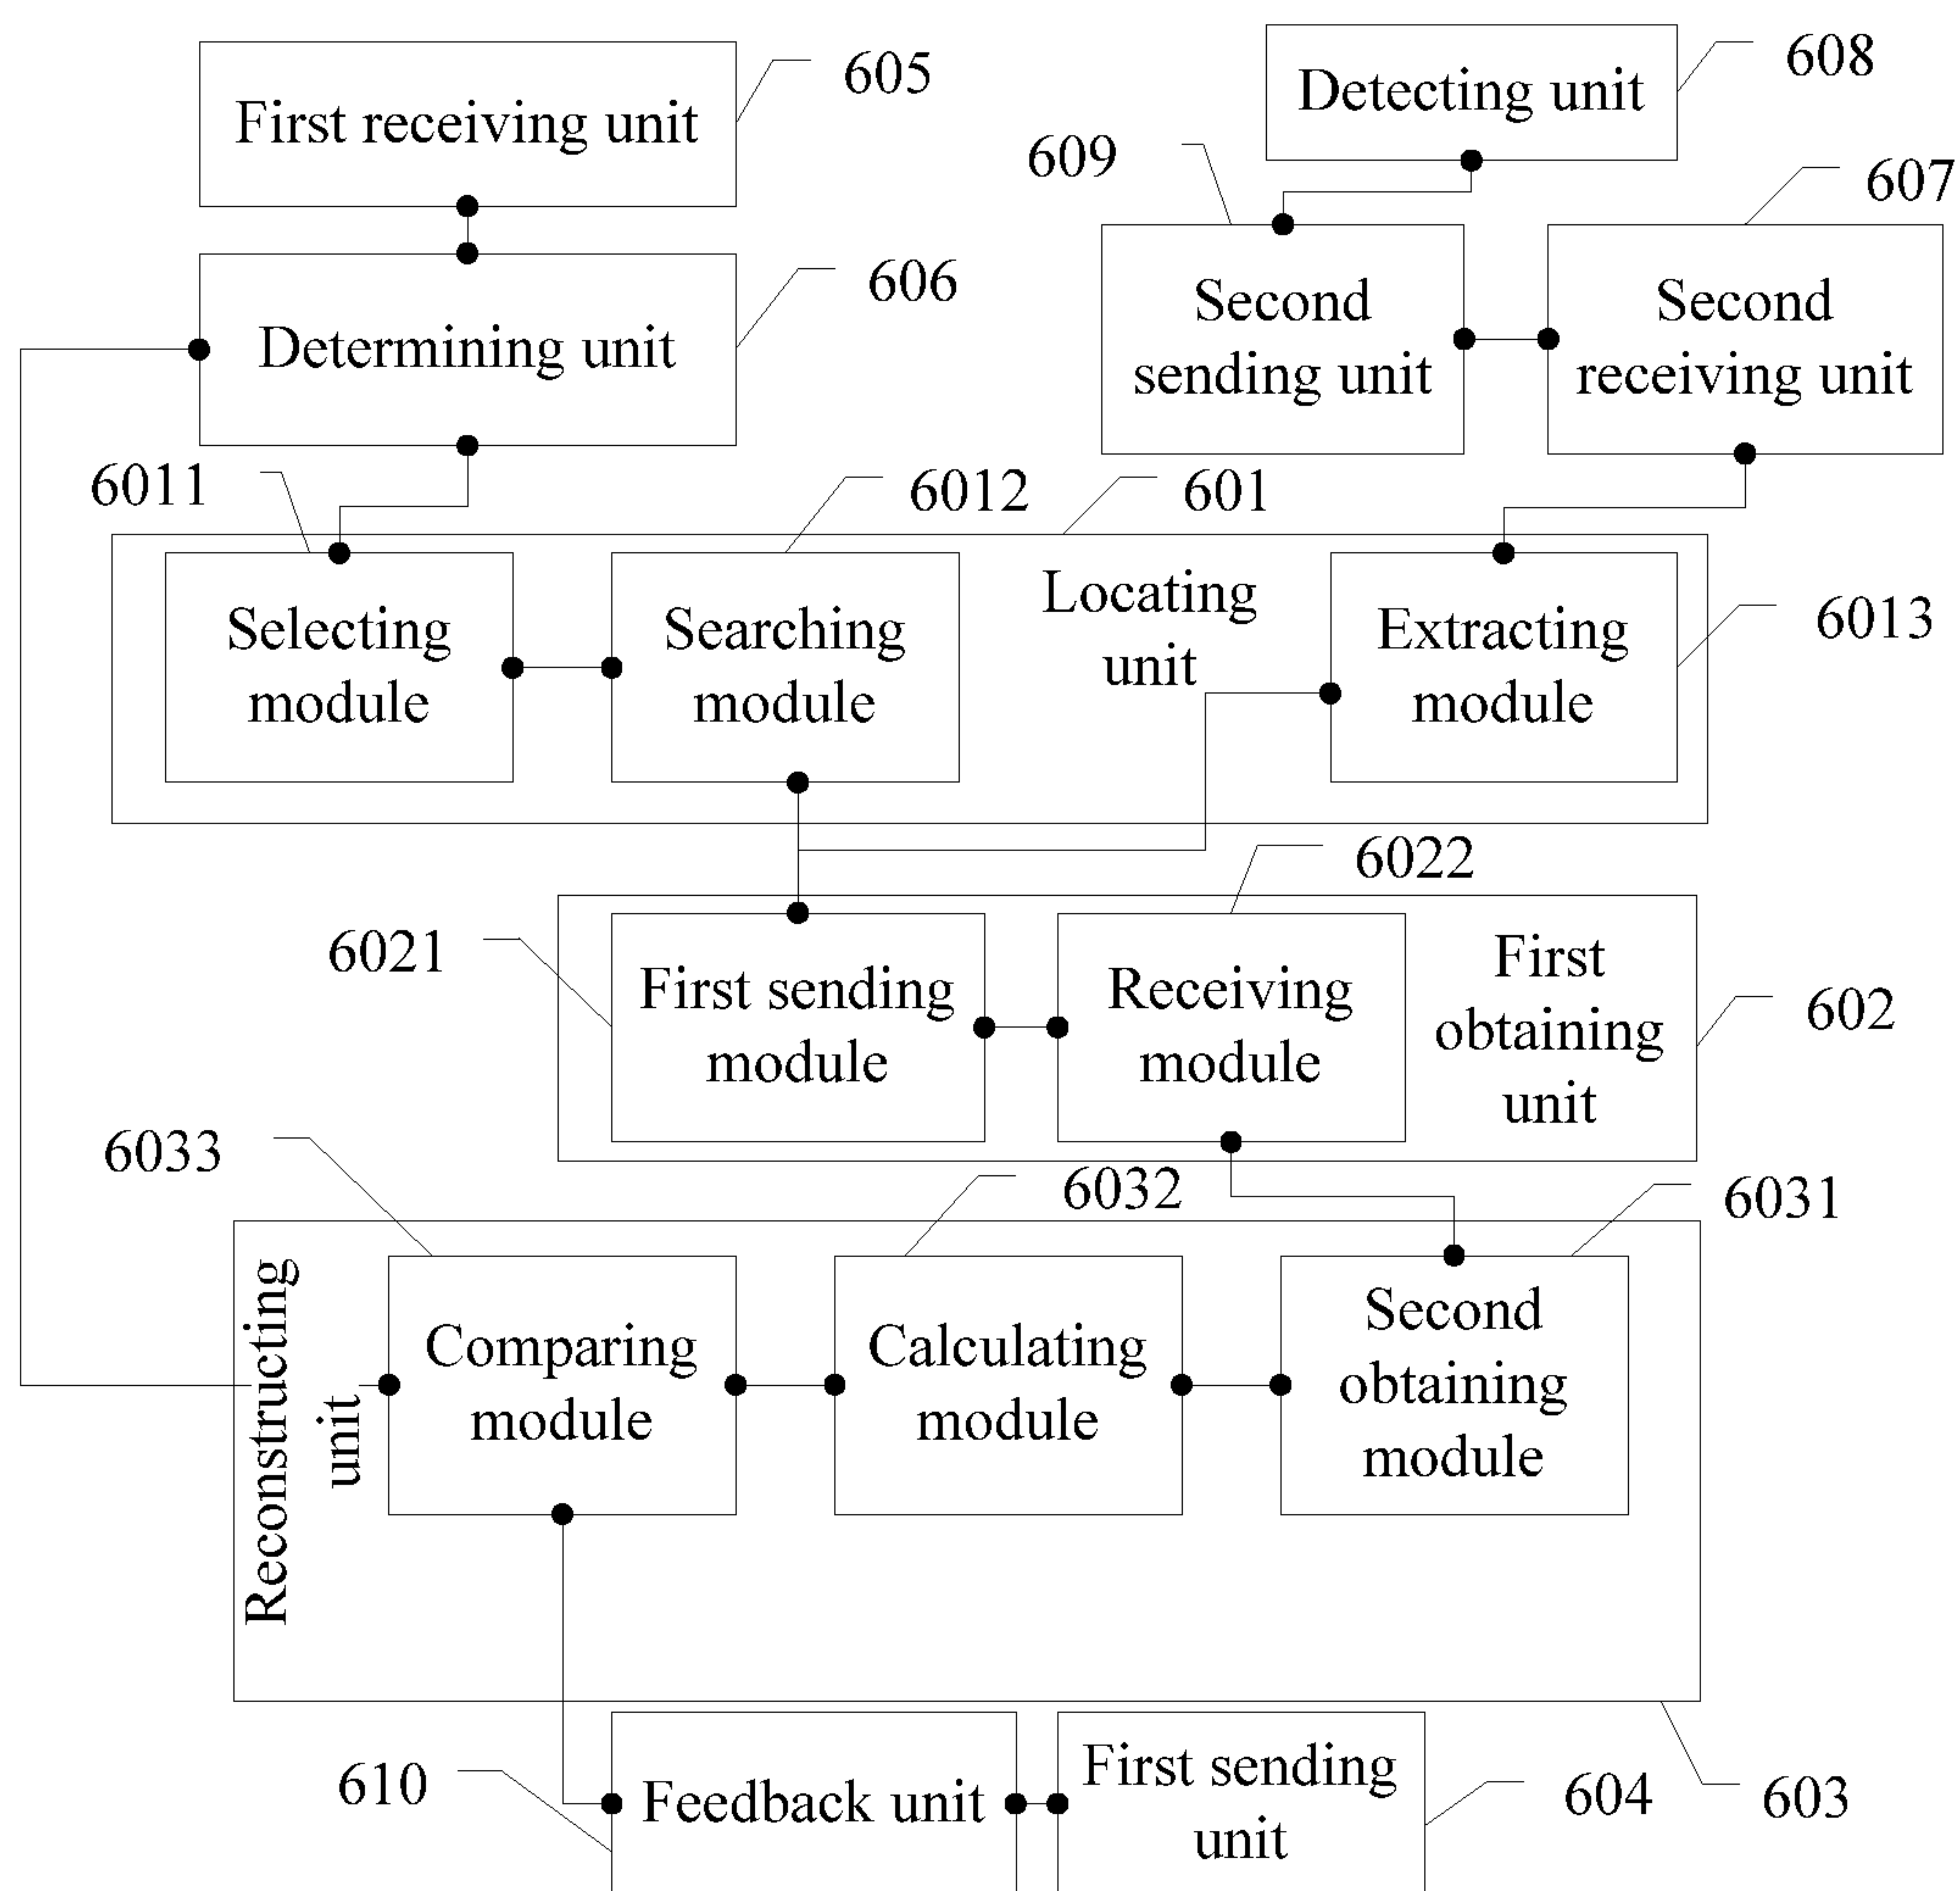 First receiving unit
605
Detecting unit
608
609
607
Second
sending unit
Second
receiving unit
Determining unit
606
6011
6012
601
Selecting
module
Searching
module
Locating
unit
Extracting
module
6013
6022
6021
First sending
module
Receiving
module
First
obtaining
unit
602
6033
6032
6031
Reconstructing
unit
Comparing
module
Calculating
module
Second
obtaining
module
610
Feedback unit
First sending
unit
604
603